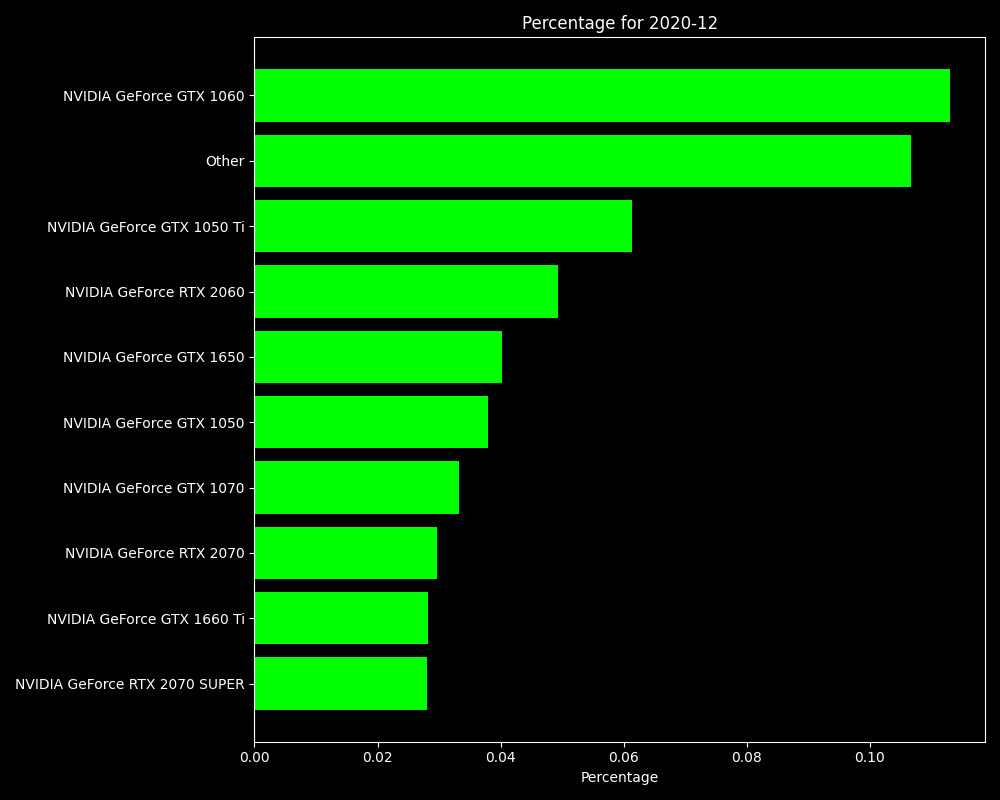 Percentage for 2020-12
NVIDIA GeForce GTX 1060
Other
NVIDIA GeForce GTX 1050 Ti
NVIDIA GeForce RTX 2060
NVIDIA GeForce GTX 1650
NVIDIA GeForce GTX 1050
NVIDIA GeForce GTX 1070
NVIDIA GeForce RTX 2070
NVIDIA GeForce GTX 1660 Ti
NVIDIA GeForce RTX 2070 SUPER
0.00 0.02 0.04 0.06 0.08 0.10
Percentage